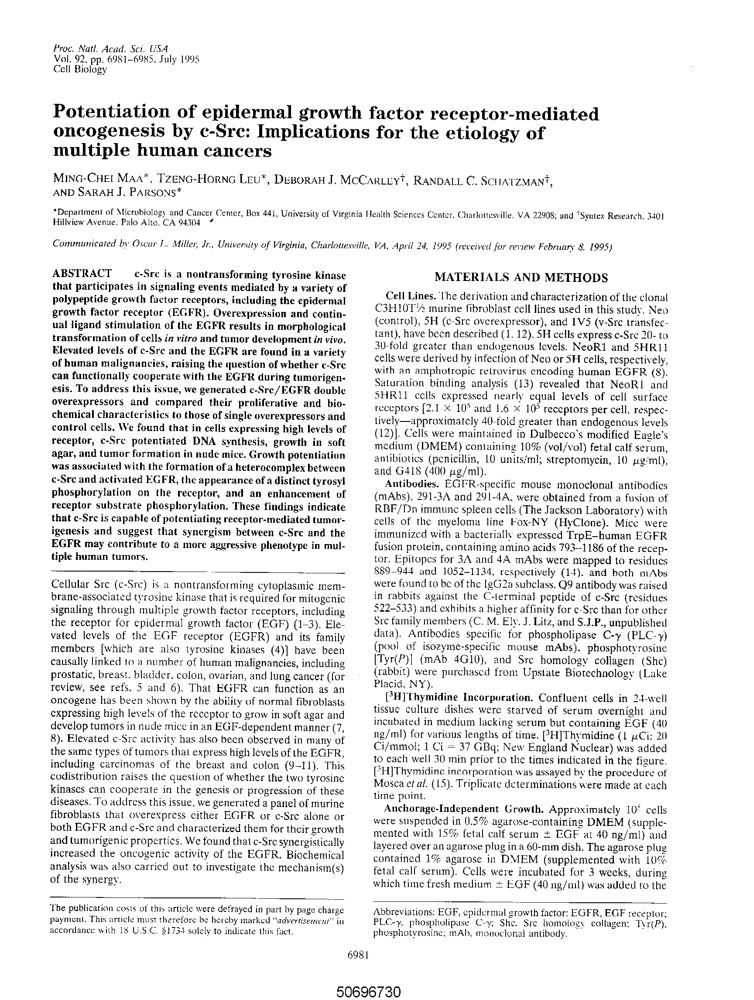 Proc. Natl. Acad. Sci. USA
Vol. 92, pp. 6981–6985, July 1995
Cell Biology
Potentiation of epidermal growth factor receptor-mediated
oncogenesis by c-Src: Implications for the etiology of
multiple human cancers
MING-CHEI MAA*, TZENG-HORNG LEU*, DEBORAH J. MCCARLEY†, RANDALL C. SCHATZMAN†,
AND SARAH J. PARSONS*
*Department of Microbiology and Cancer Center, Box 441, University of Virginia Health Sciences Center, Charlottesville, VA 22908; and †Syntex Research, 3401
Hillview Avenue, Palo Alto, CA 94304
Communicated by Oscar L. Miller, Jr., University of Virginia, Charlottesville, VA, April 24, 1995 (received for review February 8, 1995)
ABSTRACT c-Src is a nontransforming tyrosine kinase
that participates in signaling events mediated by a variety of
polypeptide growth factor receptors, including the epidermal
growth factor receptor (EGFR). Overexpression and contin-
ual ligand stimulation of the EGFR results in morphological
transformation of cells in vitro and tumor development in vivo.
Elevated levels of c-Src and the EGFR are found in a variety
of human malignancies, raising the question of whether c-Src
can functionally cooperate with the EGFR during tumorigen-
esis. To address this issue, we generated c-Src/EGFR double
overexpressors and compared their proliferative and bio-
chemical characteristics to those of single overexpressors and
control cells. We found that in cells expressing high levels of
receptor, c-Src potentiated DNA synthesis, growth in soft
agar, and tumor formation in nude mice. Growth potentiation
was associated with the formation of a heterocomplex between
c-Src and activated EGFR, the appearance of a distinct tyrosyl
phosphorylation on the receptor, and an enhancement of
receptor substrate phosphorylation. These findings indicate
that c-Src is capable of potentiating receptor-mediated tumor-
igenesis and suggest that synergism between c-Src and the
EGFR may contribute to a more aggressive phenotype in mul-
tiple human tumors.
Cellular Src (c-Src) is a nontransforming cytoplasmic mem-
brane-associated tyrosine kinase that is required for mitogenic
signaling through multiple growth factor receptors, including
the receptor for epidermal growth factor (EGF) (1–3). Ele-
vated levels of the EGF receptor (EGFR) and its family
members [which are also tyrosine kinases (4)] have been
causally linked to a number of human malignancies, including
prostatic, breast, bladder, colon, ovarian, and lung cancer (for
review, see refs. 5 and 6). That EGFR can function as an
oncogene has been shown by the ability of normal fibroblasts
expressing high levels of the receptor to grow in soft agar and
develop tumors in nude mice in an EGF-dependent manner (7,
8). Elevated c-Src activity has also been observed in many of
the same types of tumors that express high levels of the EGFR,
including carcinomas of the breast and colon (9–11). This
codistribution raises the question of whether the two tyrosine
kinases can cooperate in the genesis or progression of these
diseases. To address this issue, we generated a panel of murine
fibroblasts that overexpress either EGFR or c-Src alone or
both EGFR and c-Src and characterized them for their growth
and tumorigenic properties. We found that c-Src synergistically
increased the oncogenic activity of the EGFR. Biochemical
analysis was also carried out to investigate the mechanism(s)
of the synergy.
The publication costs of this article were defrayed in part by page charge
payment. This article must therefore be hereby marked "advertisement" in
accordance with 18 U.S.C. §1734 solely to indicate this fact.
MATERIALS AND METHODS
Cell Lines. The derivation and characterization of the clonal
C3H10T½ murine fibroblast cell lines used in this study, Neo
(control), 5H (c-Src overexpressor), and IV5 (v-Src transfec-
tant), have been described (1, 12). 5H cells express c-Src 20- to
30-fold greater than endogenous levels. NeoR1 and 5HR11
cells were derived by infection of Neo or 5H cells, respectively,
with an amphotropic retrovirus encoding human EGFR (8).
Saturation binding analysis (13) revealed that NeoR1 and
5HR11 cells expressed nearly equal levels of cell surface
receptors [2.1 × 10⁵ and 1.6 × 10⁵ receptors per cell, respec-
tively—approximately 40-fold greater than endogenous levels
(12)]. Cells were maintained in Dulbecco's modified Eagle's
medium (DMEM) containing 10% (vol/vol) fetal calf serum,
antibiotics (penicillin, 10 units/ml; streptomycin, 10 μg/ml),
and G418 (400 μg/ml).
Antibodies. EGFR-specific mouse monoclonal antibodies
(mAbs), 291-3A and 291-4A, were obtained from a fusion of
RBF/Dn immune spleen cells (The Jackson Laboratory) with
cells of the myeloma line Fox-NY (HyClone). Mice were
immunized with a bacterially expressed TrpE–human EGFR
fusion protein, containing amino acids 793–1186 of the recep-
tor. Epitopes for 3A and 4A mAbs were mapped to residues
889–944 and 1052–1134, respectively (14), and both mAbs
were found to be of the IgG2a subclass. Q9 antibody was raised
in rabbits against the C-terminal peptide of c-Src (residues
522–533) and exhibits a higher affinity for c-Src than for other
Src family members (C. M. Ely, J. Litz, and S.J.P., unpublished
data). Antibodies specific for phospholipase C-γ (PLC-γ)
(pool of isozyme-specific mouse mAbs), phosphotyrosine
[Tyr(P)] (mAb 4G10), and Src homology collagen (Shc)
(rabbit) were purchased from Upstate Biotechnology (Lake
Placid, NY).
[³H]Thymidine Incorporation. Confluent cells in 24-well
tissue culture dishes were starved of serum overnight and
incubated in medium lacking serum but containing EGF (40
ng/ml) for various lengths of time. [³H]Thymidine (1 μCi; 20
Ci/mmol; 1 Ci = 37 GBq; New England Nuclear) was added
to each well 30 min prior to the times indicated in the figure.
[³H]Thymidine incorporation was assayed by the procedure of
Mosca et al. (15). Triplicate determinations were made at each
time point.
Anchorage-Independent Growth. Approximately 10⁵ cells
were suspended in 0.5% agarose-containing DMEM (supple-
mented with 15% fetal calf serum ± EGF at 40 ng/ml) and
layered over an agarose plug in a 60-mm dish. The agarose plug
contained 1% agarose in DMEM (supplemented with 10%
fetal calf serum). Cells were incubated for 3 weeks, during
which time fresh medium ± EGF (40 ng/ml) was added to the
Abbreviations: EGF, epidermal growth factor; EGFR, EGF receptor;
PLC-γ, phospholipase C-γ; Shc, Src homology collagen; Tyr(P),
phosphotyrosine; mAb, monoclonal antibody.
6981
50696730